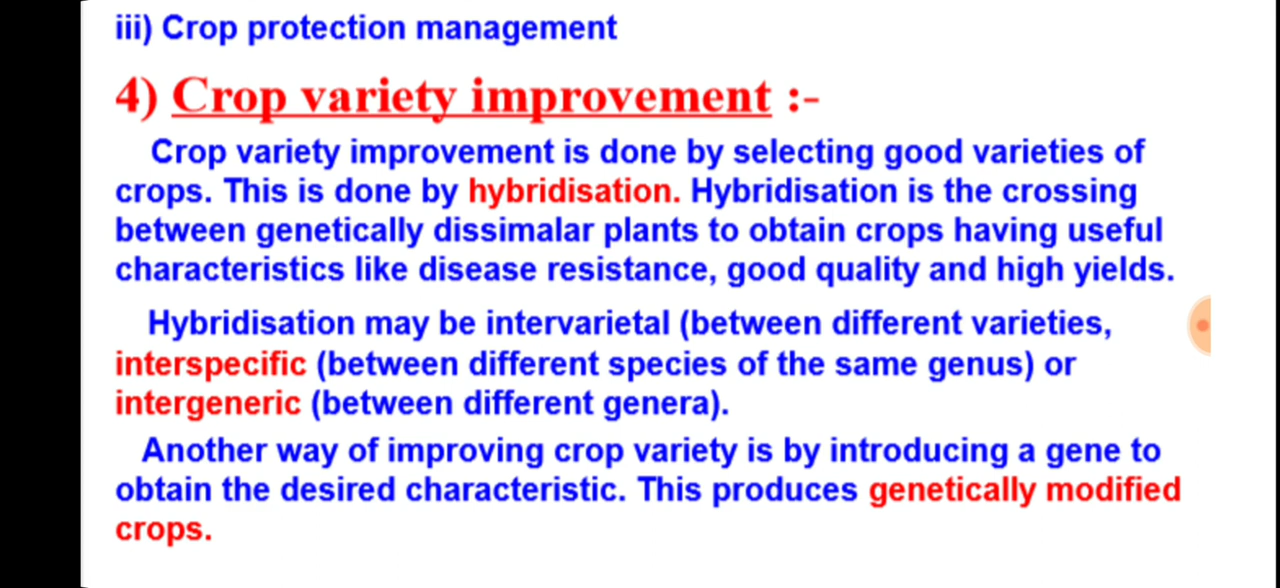 iii) Crop protection management
4) Crop variety improvement :-
Crop variety improvement is done by selecting good varieties of
crops. This is done by hybridisation. Hybridisation is the crossing
between genetically dissimalar plants to obtain crops having useful
characteristics like disease resistance, good quality and high yields.
Hybridisation may be intervarietal (between different varieties,
interspecific (between different species of the same genus) or
intergeneric (between different genera).
Another way of improving crop variety is by introducing a gene to
obtain the desired characteristic. This produces genetically modified
crops.